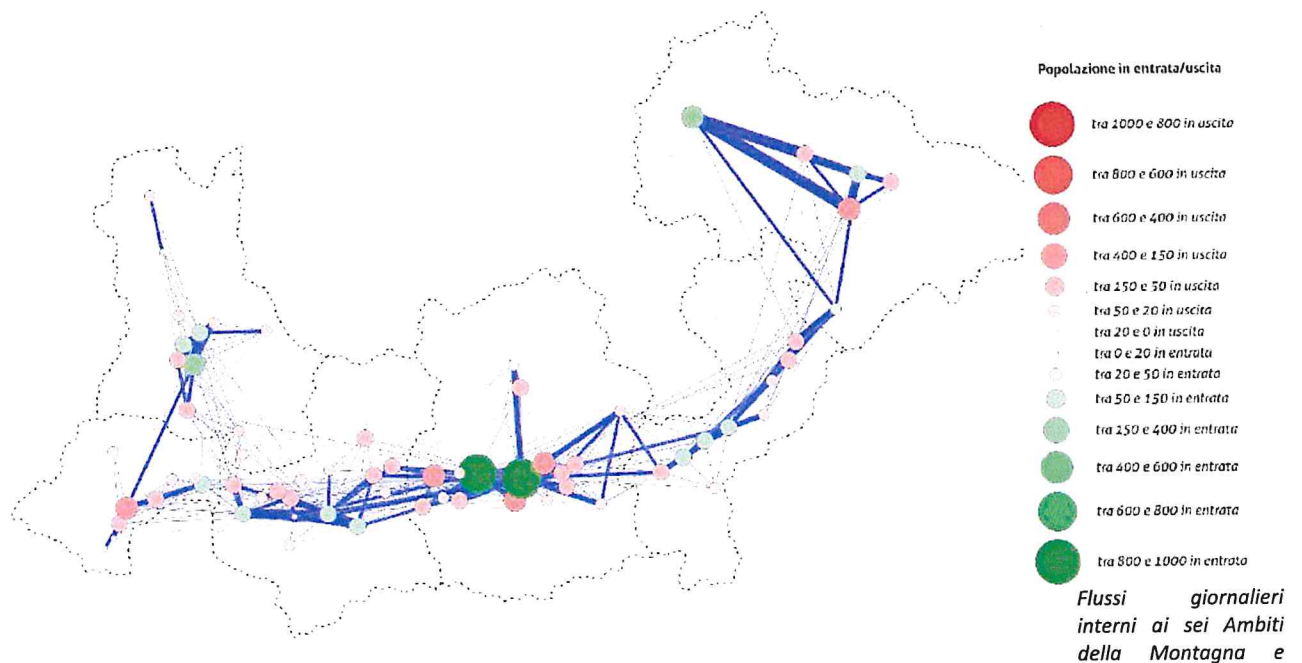 Popolazione in entrata/uscita
tra 1000 e 800 in uscita
tra 800 e 600 in uscita
tra 600 e 400 in uscita
tra 400 e 150 in uscita
tra 150 e 50 in uscita
tra 50 e 20 in uscita
tra 20 e 0 in uscita
tra 0 e 20 in entrata
tra 20 e 50 in entrata
tra 50 e 150 in entrata
tra 150 e 400 in entrata
tra 400 e 600 in entrata
tra 600 e 800 in entrata
tra 800 e 1000 in entrata
Flussi giornalieri
interni ai sei Ambiti
della Montagna e